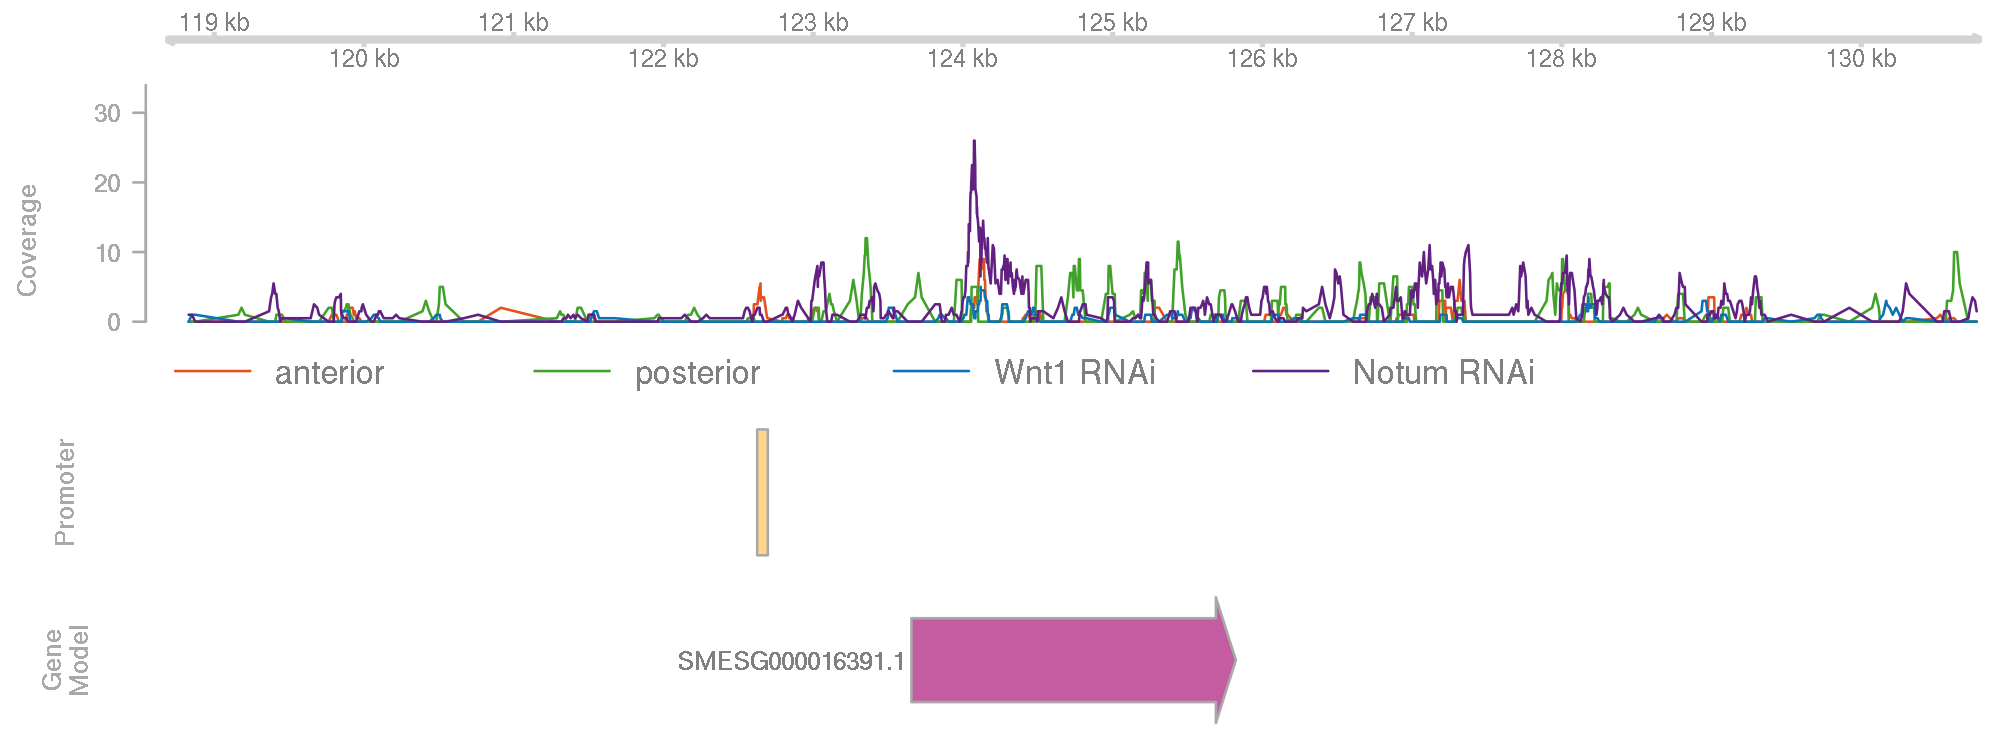 119 kb 121 kb 123 kb 125 kb 127 kb 129 kb
120 kb 122 kb 124 kb 126 kb 128 kb 130 kb
Coverage
30
20
10
0
anterior posterior Wnt1 RNAi Notum RNAi
Promoter
Gene
Model
SMESG000016391.1